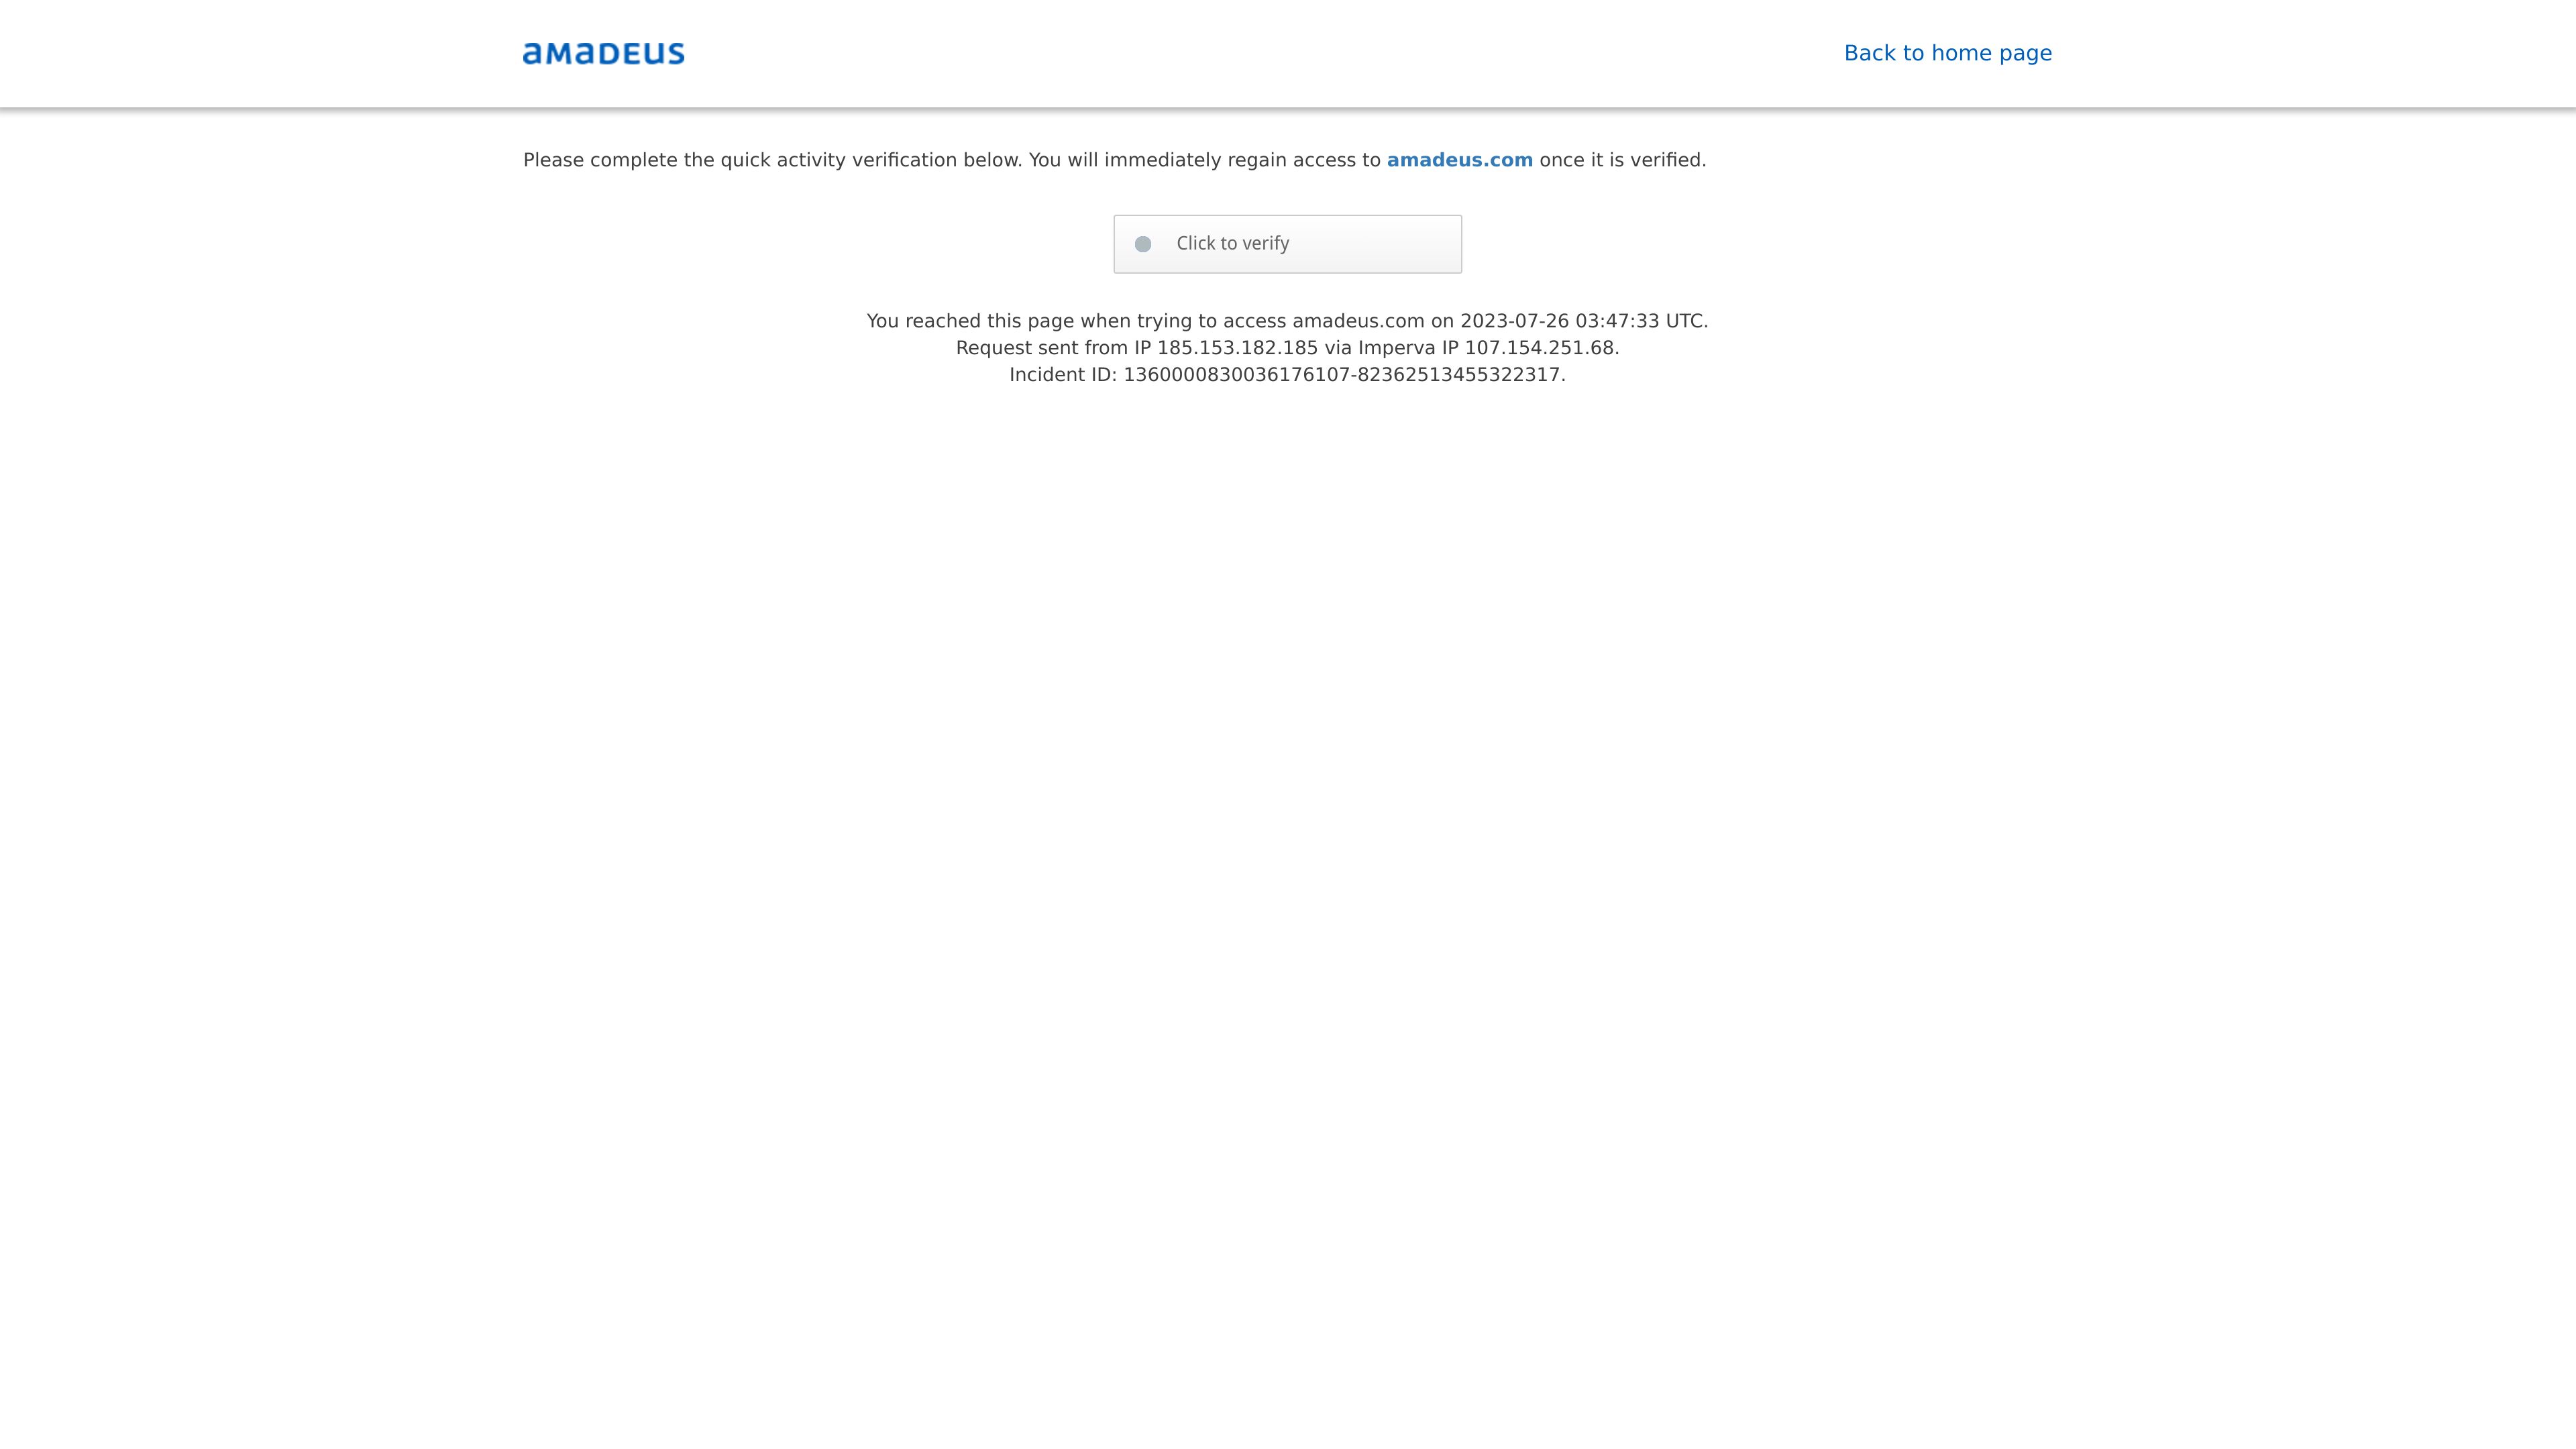 amadeus
Back to home page
Please complete the quick activity verification below. You will immediately regain access to amadeus.com once it is verified.
Click to verify
You reached this page when trying to access amadeus.com on 2023-07-26 03:47:33 UTC.
Request sent from IP 185.153.182.185 via Imperva IP 107.154.251.68.
Incident ID: 1360000830036176107-82362513455322317.